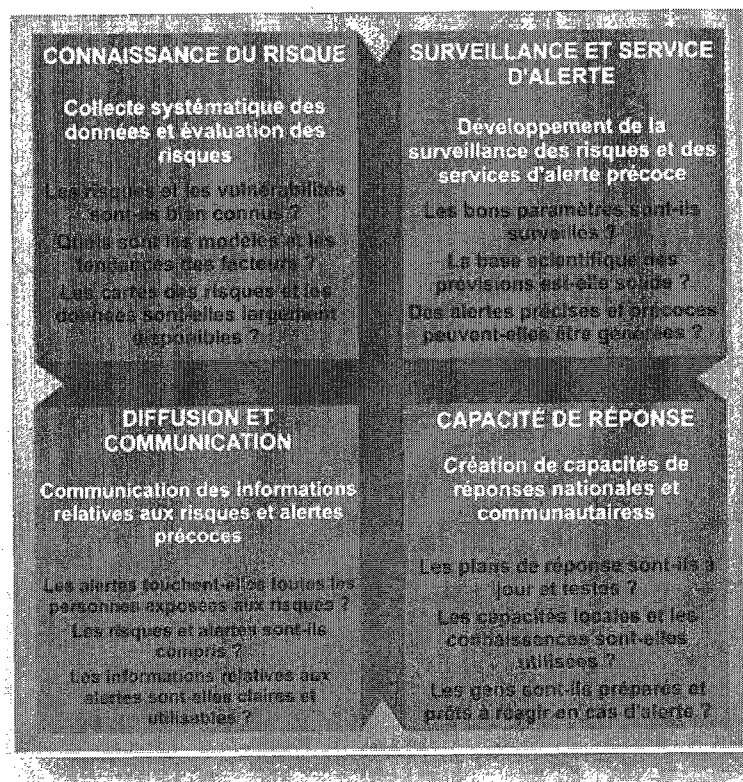 CONNAISSANCE DU RISQUE
Collecte systématique des
données et évaluation des
risques
Les risques et les vulnérabilités
sont-ils bien connus ?
Quels sont les modèles et les
tendances des facteurs ?
Les cartes des risques et les
données sont-elles largement
disponibles ?
SURVEILLANCE ET SERVICE
D'ALERTE
Développement de la
surveillance des risques et des
services d'alerte précoce
Les bons paramètres sont-ils
surveillés ?
La base scientifique des
prévisions est-elle solide ?
Des alertes précises et précoces
peuvent-elles être générées ?
DIFFUSION ET
COMMUNICATION
Communication des informations
relatives aux risques et alertes
précoces
Les alertes touchent-elles toutes les
personnes exposées aux risques ?
Les risques et alertes sont-ils
compris ?
Les informations relatives aux
alertes sont-elles claires et
utilisables ?
CAPACITÉ DE RÉPONSE
Création de capacités de
réponses nationales et
communautairess
Les plans de réponse sont-ils à
jour et testés ?
Les capacités locales et les
connaissances sont-elles
utilisées ?
Les gens sont-ils préparés et
prêts à réagir en cas d'alerte ?